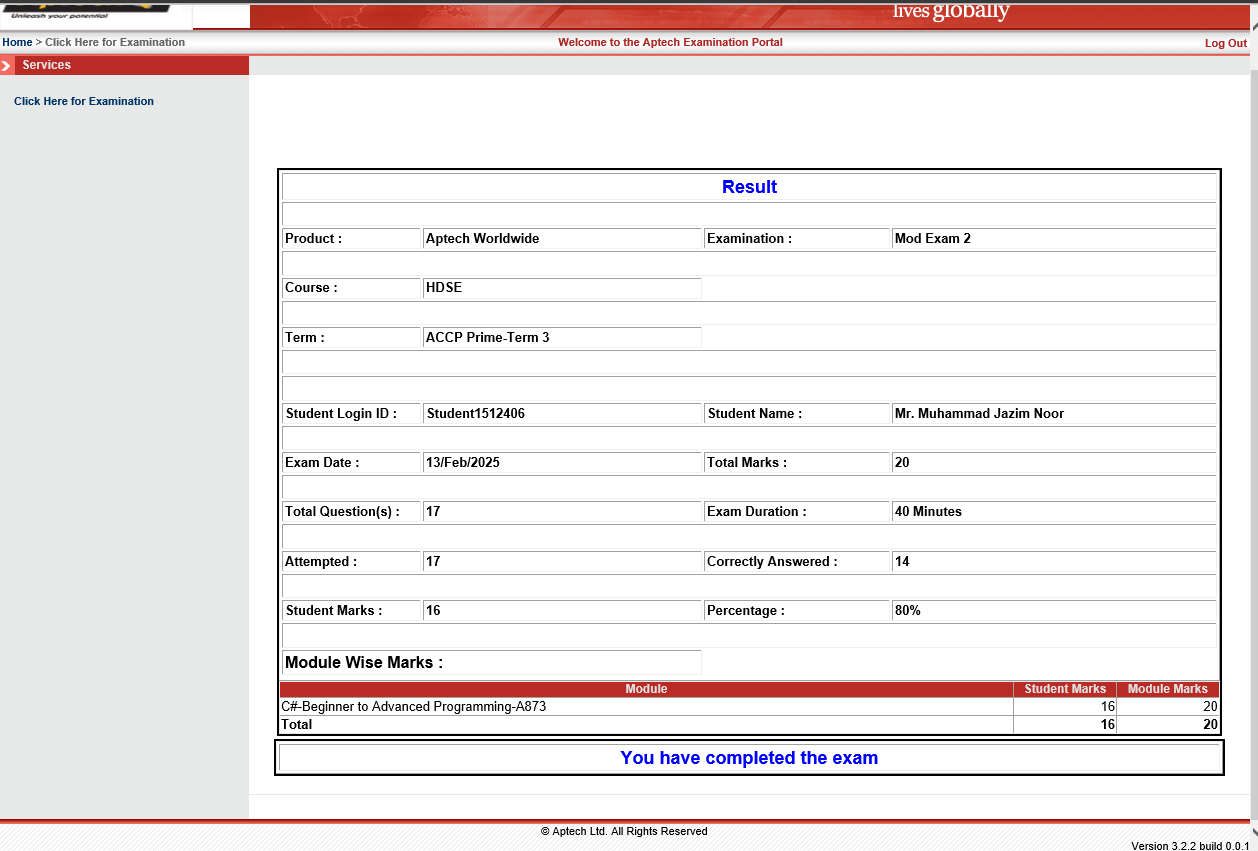 Unleash your potential
lives globally
Home > Click Here for Examination
Welcome to the Aptech Examination Portal
Log Out
Services
Click Here for Examination
Result
Product : Aptech Worldwide Examination : Mod Exam 2
Course : HDSE
Term : ACCP Prime-Term 3
Student Login ID : Student1512406 Student Name : Mr. Muhammad Jazim Noor
Exam Date : 13/Feb/2025 Total Marks : 20
Total Question(s) : 17 Exam Duration : 40 Minutes
Attempted : 17 Correctly Answered : 14
Student Marks : 16 Percentage : 80%
Module Wise Marks :
Module Student Marks Module Marks
C#-Beginner to Advanced Programming-A873 16 20
Total 16 20
You have completed the exam
© Aptech Ltd. All Rights Reserved
Version 3.2.2 build 0.0.1